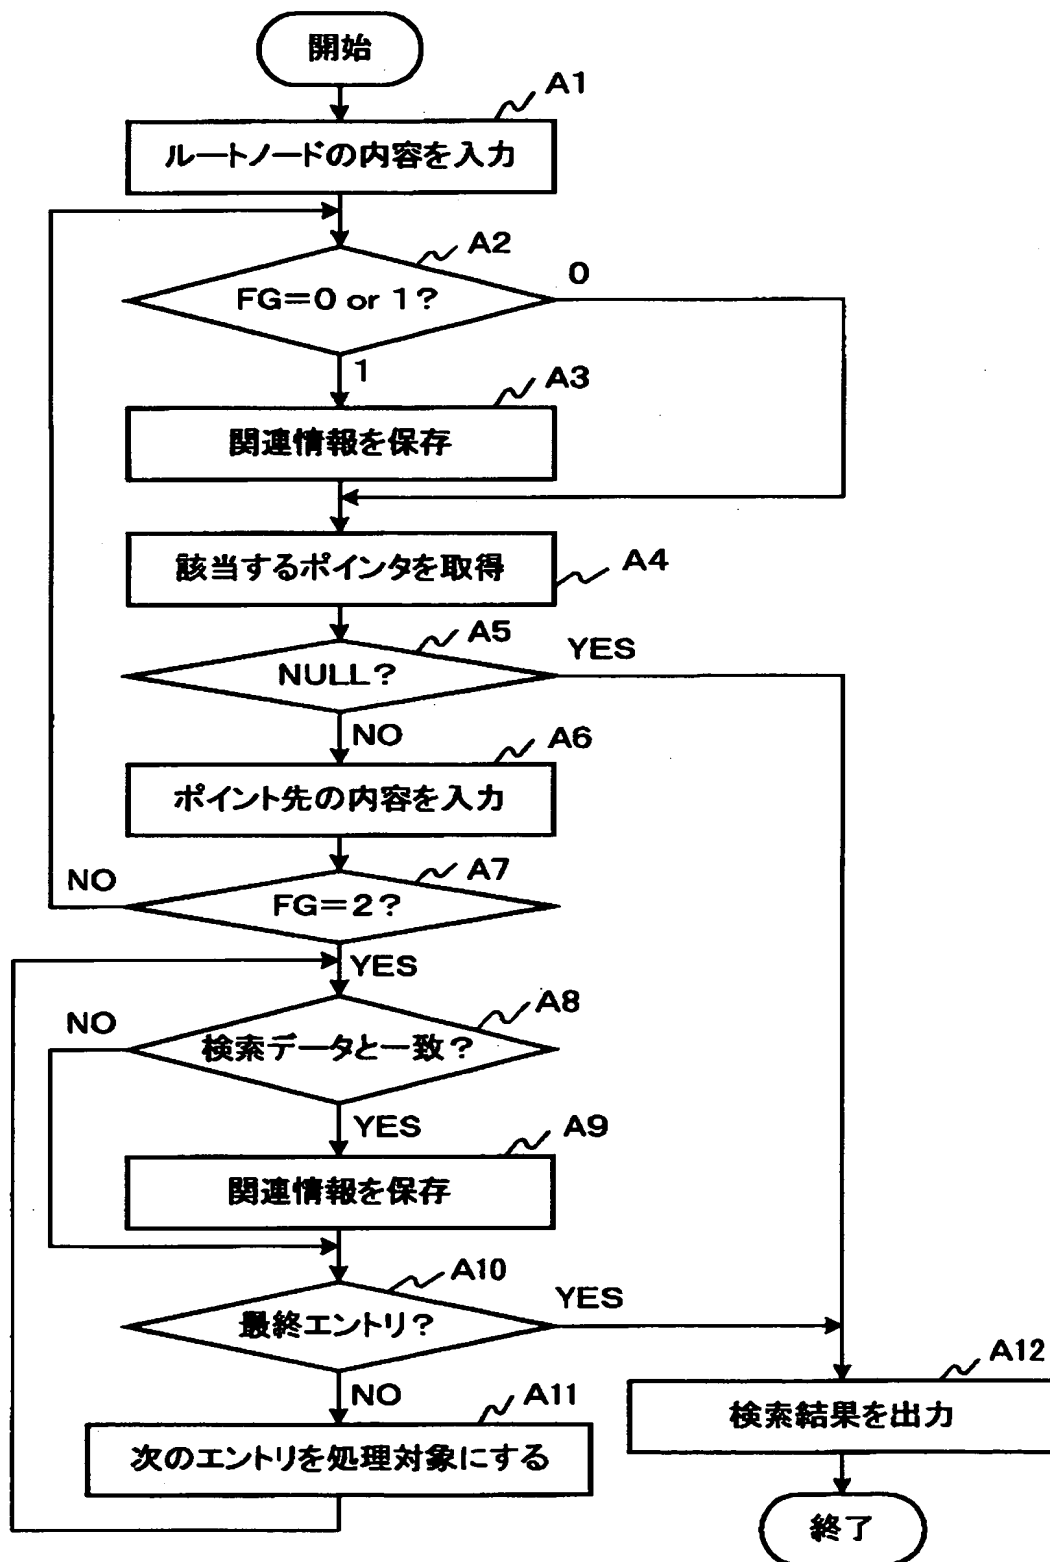 開始
A1
ルートノードの内容を入力
A2
FG=0 or 1?
0
1
A3
関連情報を保存
該当するポインタを取得
A4
A5
NULL?
YES
NO
A6
ポイント先の内容を入力
A7
NO
FG=2?
YES
A8
NO
検索データと一致?
YES
A9
関連情報を保存
A10
最終エントリ?
YES
NO
A11
次のエントリを処理対象にする
A12
検索結果を出力
終了